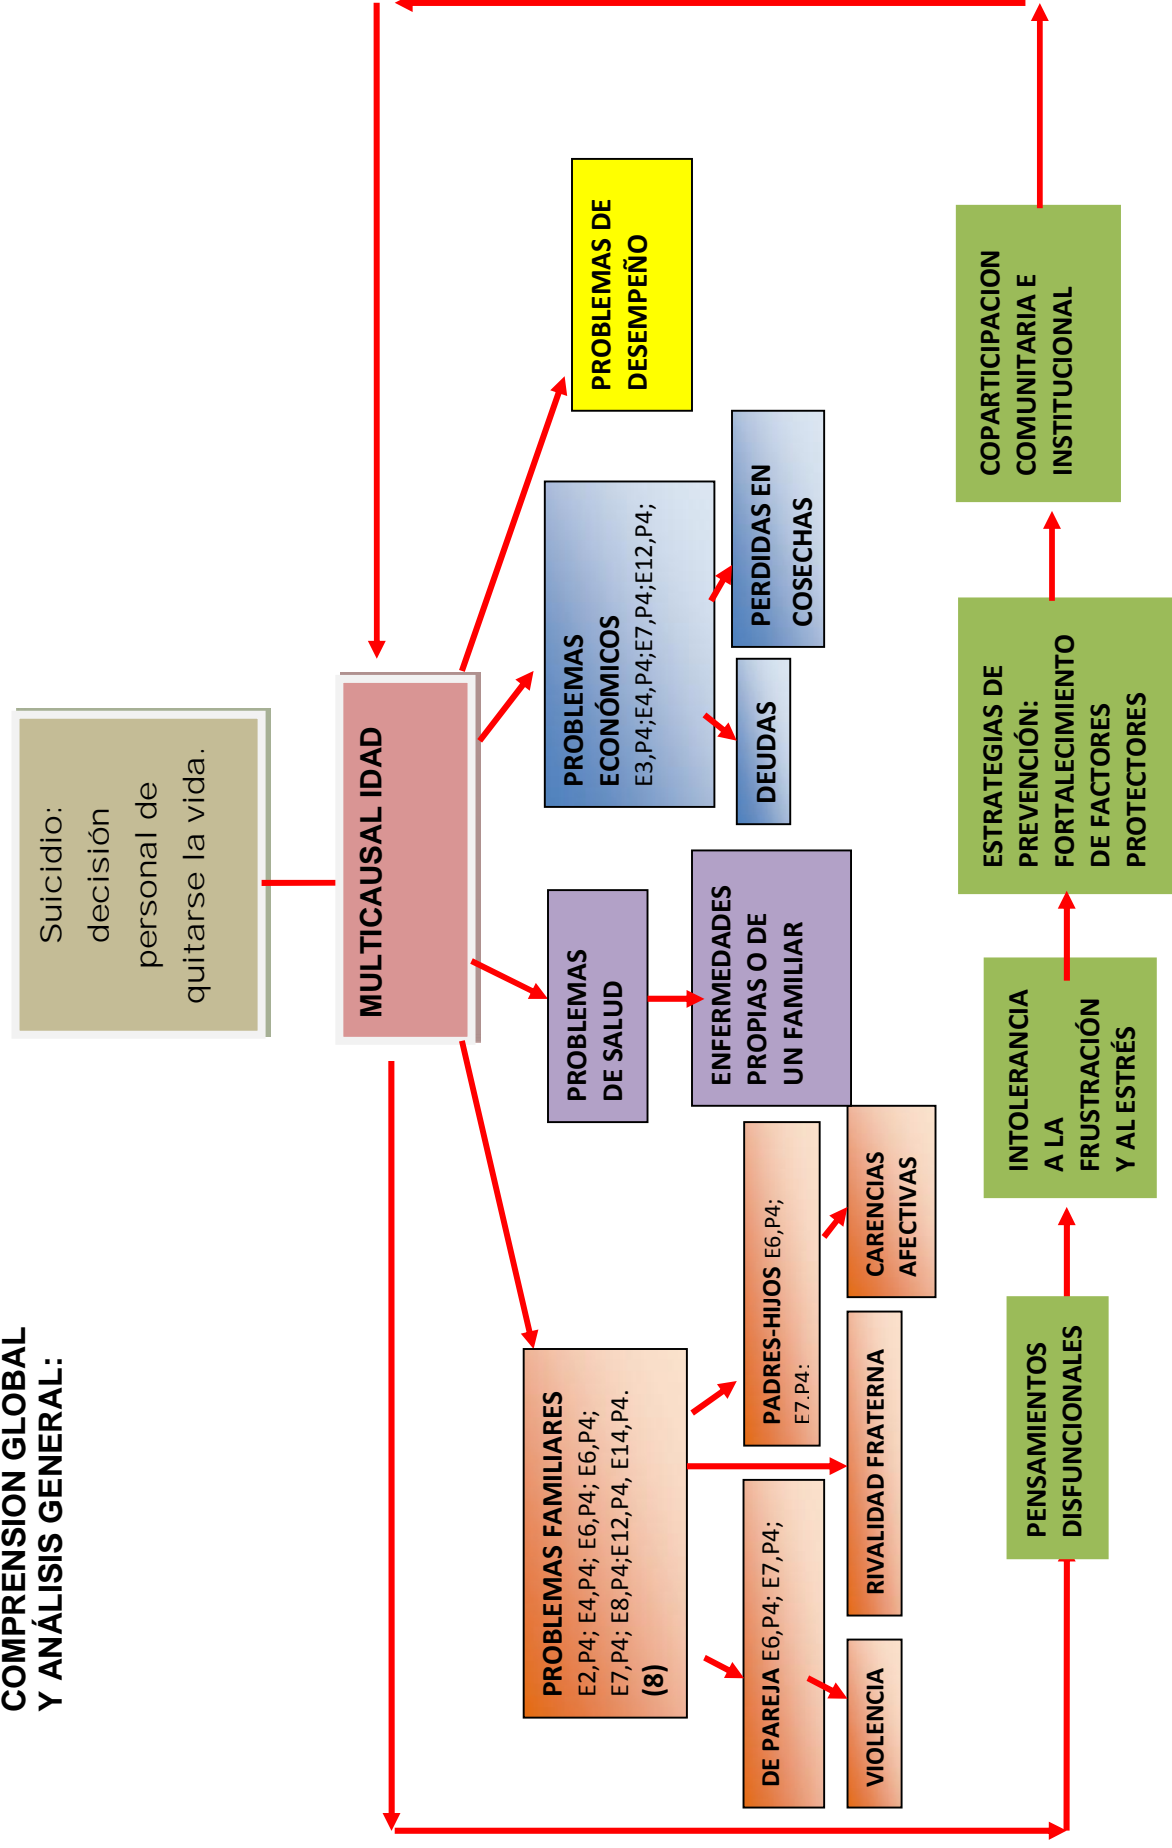 COMPRENSION GLOBAL
Y ANÁLISIS GENERAL:
Suicidio:
decisión
personal de
quitarse la vida.
MULTICAUSAL IDAD
PROBLEMAS FAMILIARES
E2,P4; E4,P4; E6,P4; E6,P4;
E7,P4; E8,P4;E12,P4, E14,P4.
(8)
PROBLEMAS
DE SALUD
PROBLEMAS
ECONÓMICOS
E3,P4;E4,P4;E7,P4;E12,P4;
PROBLEMAS DE
DESEMPEÑO
DE PAREJA E6,P4; E7,P4;
PADRES-HIJOS E6,P4;
E7.P4:
ENFERMEDADES
PROPIAS O DE
UN FAMILIAR
DEUDAS
PERDIDAS EN
COSECHAS
VIOLENCIA
RIVALIDAD FRATERNA
CARENCIAS
AFECTIVAS
PENSAMIENTOS
DISFUNCIONALES
INTOLERANCIA
A LA
FRUSTRACIÓN
Y AL ESTRÉS
ESTRATEGIAS DE
PREVENCIÓN:
FORTALECIMIENTO
DE FACTORES
PROTECTORES
COPARTICIPACION
COMUNITARIA E
INSTITUCIONAL